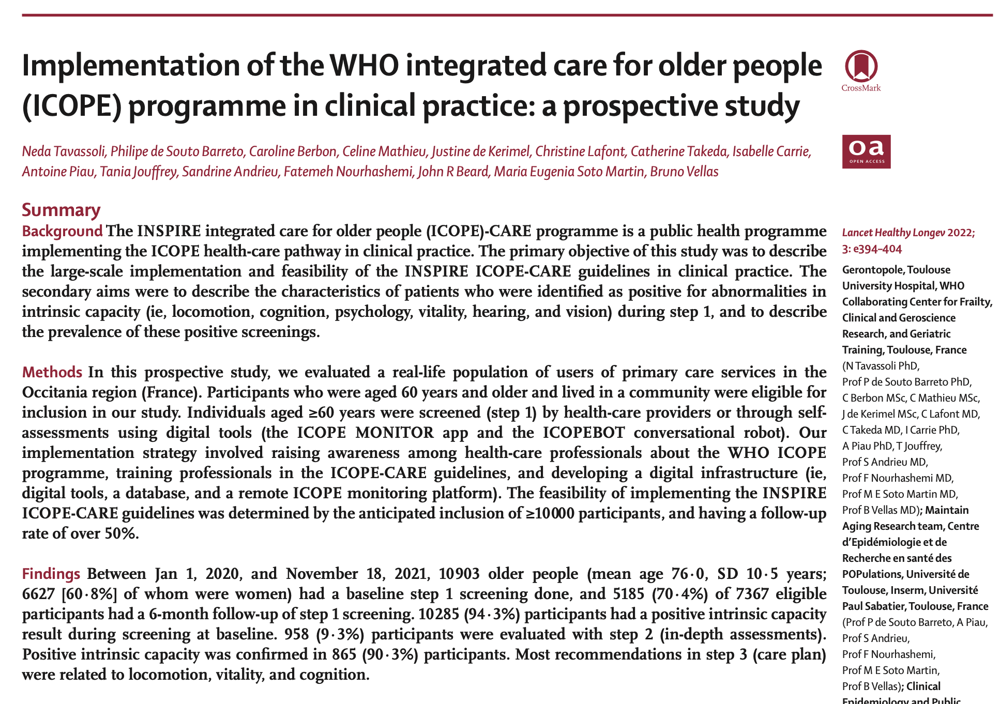 Implementation of the WHO integrated care for older people
(ICOPE) programme in clinical practice: a prospective study
CrossMark
oa
OPEN ACCESS
Neda Tavassoli, Philipe de Souto Barreto, Caroline Berbon, Celine Mathieu, Justine de Kerimel, Christine Lafont, Catherine Takeda, Isabelle Carrie,
Antoine Piau, Tania Jouffrey, Sandrine Andrieu, Fatemeh Nourhashemi, John R Beard, Maria Eugenia Soto Martin, Bruno Vellas
Summary
Background The INSPIRE integrated care for older people (ICOPE)-CARE programme is a public health programme
implementing the ICOPE health-care pathway in clinical practice. The primary objective of this study was to describe
the large-scale implementation and feasibility of the INSPIRE ICOPE-CARE guidelines in clinical practice. The
secondary aims were to describe the characteristics of patients who were identified as positive for abnormalities in
intrinsic capacity (ie, locomotion, cognition, psychology, vitality, hearing, and vision) during step 1, and to describe
the prevalence of these positive screenings.
Methods In this prospective study, we evaluated a real-life population of users of primary care services in the
Occitania region (France). Participants who were aged 60 years and older and lived in a community were eligible for
inclusion in our study. Individuals aged ≥60 years were screened (step 1) by health-care providers or through self-
assessments using digital tools (the ICOPE MONITOR app and the ICOPEBOT conversational robot). Our
implementation strategy involved raising awareness among health-care professionals about the WHO ICOPE
programme, training professionals in the ICOPE-CARE guidelines, and developing a digital infrastructure (ie,
digital tools, a database, and a remote ICOPE monitoring platform). The feasibility of implementing the INSPIRE
ICOPE-CARE guidelines was determined by the anticipated inclusion of ≥10 000 participants, and having a follow-up
rate of over 50%.
Findings Between Jan 1, 2020, and November 18, 2021, 10 903 older people (mean age 76·0, SD 10·5 years;
6627 [60·8%] of whom were women) had a baseline step 1 screening done, and 5185 (70·4%) of 7367 eligible
participants had a 6-month follow-up of step 1 screening. 10 285 (94·3%) participants had a positive intrinsic capacity
result during screening at baseline. 958 (9·3%) participants were evaluated with step 2 (in-depth assessments).
Positive intrinsic capacity was confirmed in 865 (90·3%) participants. Most recommendations in step 3 (care plan)
were related to locomotion, vitality, and cognition.
Lancet Healthy Longev 2022;
3: e394–404
Gerontopole, Toulouse
University Hospital, WHO
Collaborating Center for Frailty,
Clinical and Geroscience
Research, and Geriatric
Training, Toulouse, France
(N Tavassoli PhD,
Prof P de Souto Barreto PhD,
C Berbon MSc, C Mathieu MSc,
J de Kerimel MSc, C Lafont MD,
C Takeda MD, I Carrie PhD,
A Piau PhD, T Jouffrey,
Prof S Andrieu MD,
Prof F Nourhashemi MD,
Prof M E Soto Martin MD,
Prof B Vellas MD); Maintain
Aging Research team, Centre
d'Epidémiologie et de
Recherche en santé des
POPulations, Université de
Toulouse, Inserm, Université
Paul Sabatier, Toulouse, France
(Prof P de Souto Barreto, A Piau,
Prof S Andrieu,
Prof F Nourhashemi,
Prof M E Soto Martin,
Prof B Vellas); Clinical
Epidemiology and Public